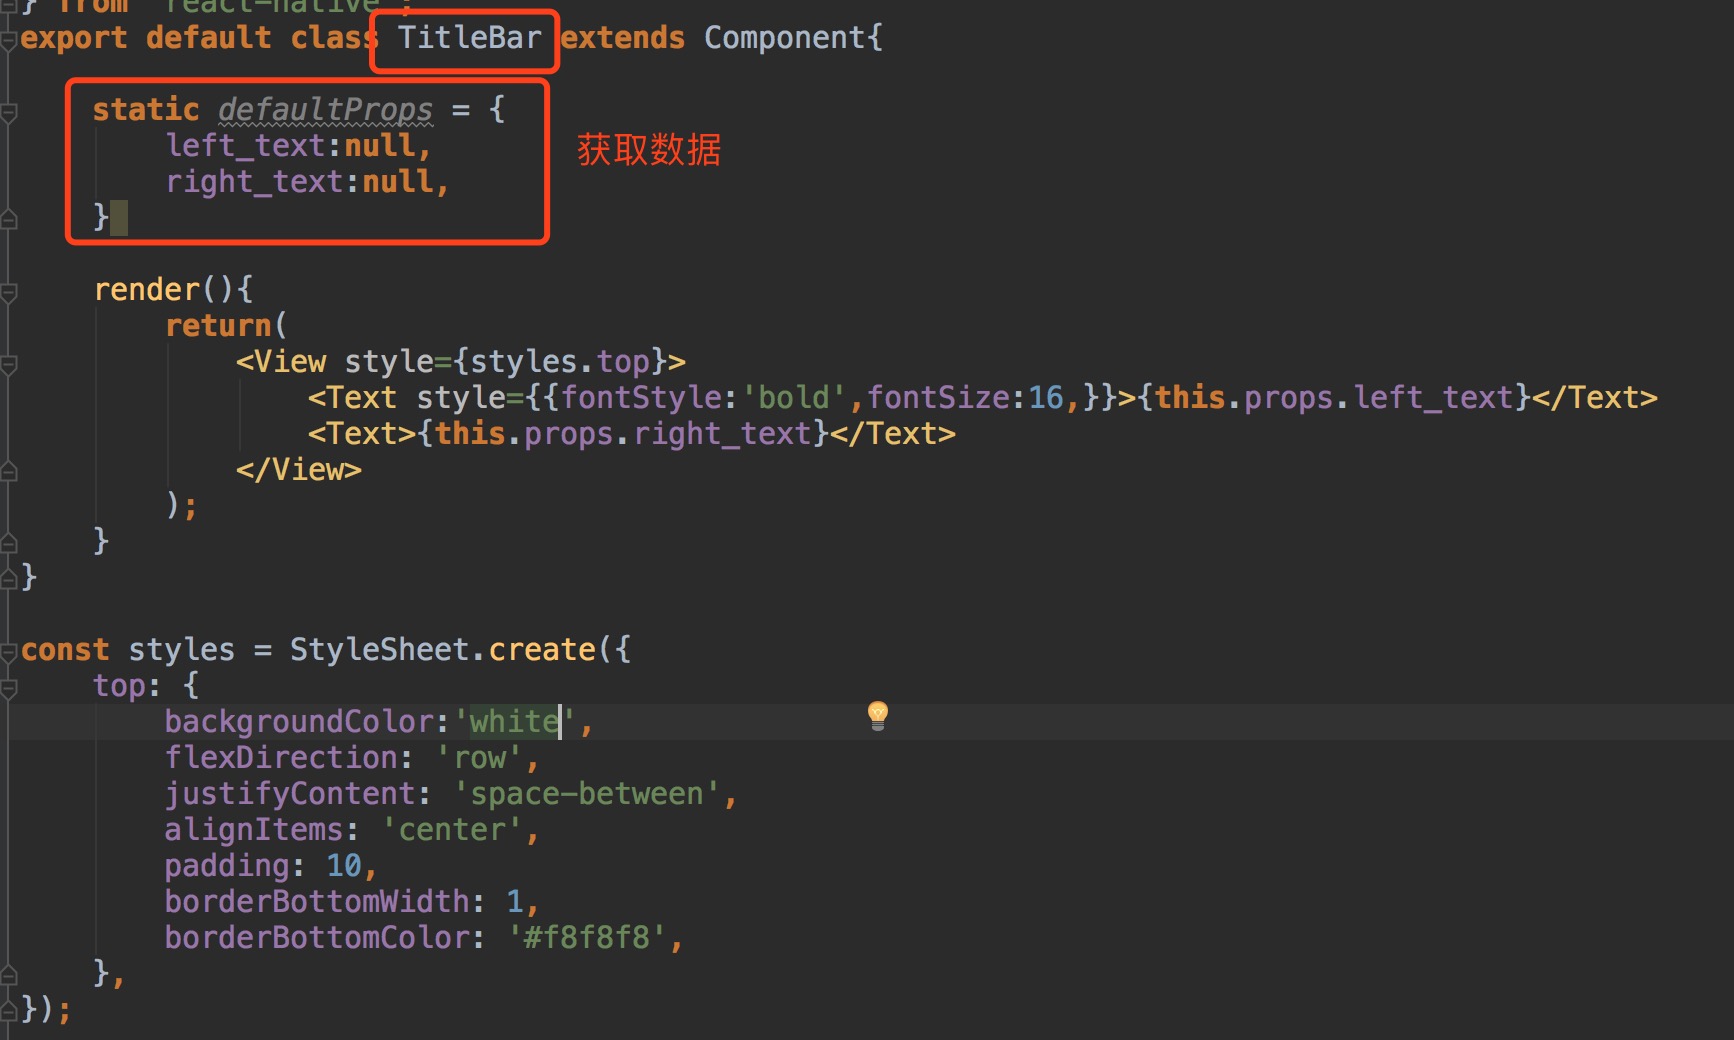 } from 'react-native';
export default class TitleBar extends Component{
static defaultProps = {
left_text:null,
right_text:null,
}
获取数据
render(){
return(
<View style={styles.top}>
<Text style={{fontStyle:'bold',fontSize:16,}}>{this.props.left_text}</Text>
<Text>{this.props.right_text}</Text>
</View>
);
}
}
const styles = StyleSheet.create({
top: {
backgroundColor:'white',
flexDirection: 'row',
justifyContent: 'space-between',
alignItems: 'center',
padding: 10,
borderBottomWidth: 1,
borderBottomColor: '#f8f8f8',
},
});